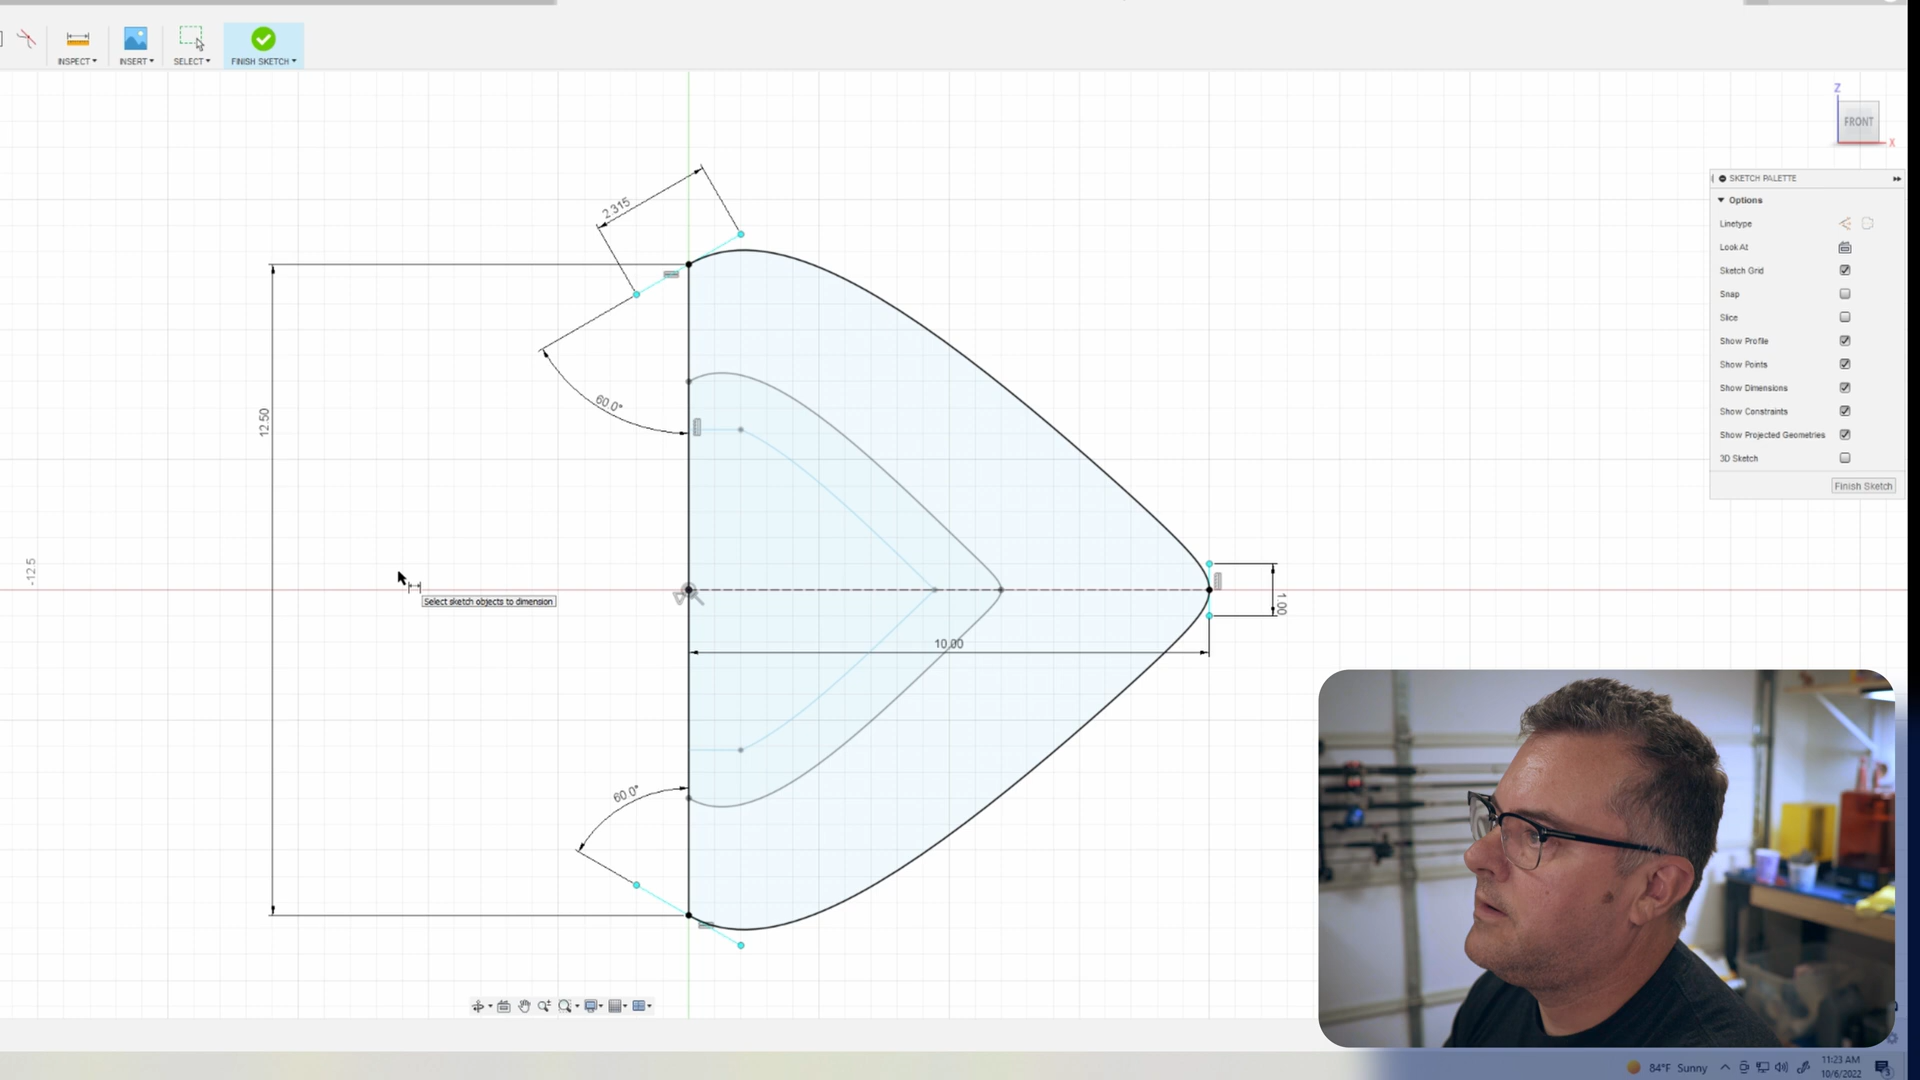 INSPECT
INSERT
SELECT
FINISH SKETCH
Z
FRONT
X
SKETCH PALETTE
Options
Linetype
Look At
Sketch Grid
Snap
Slice
Show Profile
Show Points
Show Dimensions
Show Constraints
Show Projected Geometries
3D Sketch
Finish Sketch
2.315
12.50
60.0°
-12.5
Select sketch objects to dimension
1.00
10.00
60.0°
84°F Sunny
11:23 AM
10/6/2022